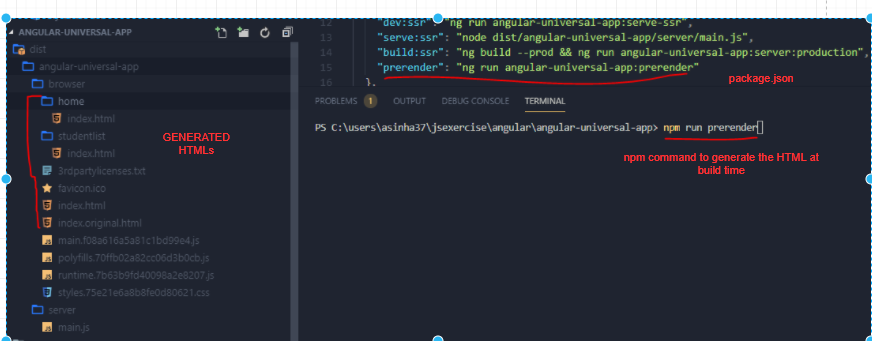 ANGULAR-UNIVERSAL-APP
dist
angular-universal-app
browser
home
index.html
studentlist
index.html
3rdpartylicenses.txt
favicon.ico
index.html
index.original.html
main.f08a616a5a81c1bd99e4.js
polyfills.70ffb02a82cc06d3b0cb.js
runtime.7b63b9fd40098a2e8207.js
styles.75e21e6a8b8fe0d80621.css
server
main.js
GENERATED
HTMLs
12 "dev:ssr": "ng run angular-universal-app:serve-ssr",
13 "serve:ssr": "node dist/angular-universal-app/server/main.js",
14 "build:ssr": "ng build --prod && ng run angular-universal-app:server:production",
15 "prerender": "ng run angular-universal-app:prerender"
16 },
package.json
PROBLEMS 1 OUTPUT DEBUG CONSOLE TERMINAL
PS C:\users\asinha37\jsexercise\angular\angular-universal-app> npm run prerender
npm command to generate the HTML at
build time